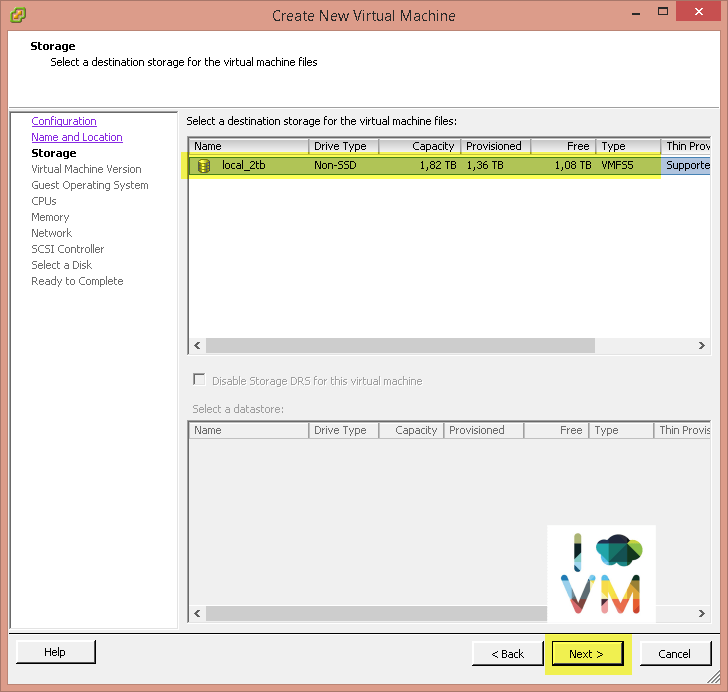 Create New Virtual Machine
Storage
Select a destination storage for the virtual machine files
Configuration
Name and Location
Storage
Virtual Machine Version
Guest Operating System
CPUs
Memory
Network
SCSI Controller
Select a Disk
Ready to Complete
Select a destination storage for the virtual machine files:
Name Drive Type Capacity Provisioned Free Type Thin Prov
local_2tb Non-SSD 1,82 TB 1,36 TB 1,08 TB VMFS5 Supporte
Disable Storage DRS for this virtual machine
Select a datastore:
Name Drive Type Capacity Provisioned Free Type Thin Provis
I
VM
Help < Back Next > Cancel